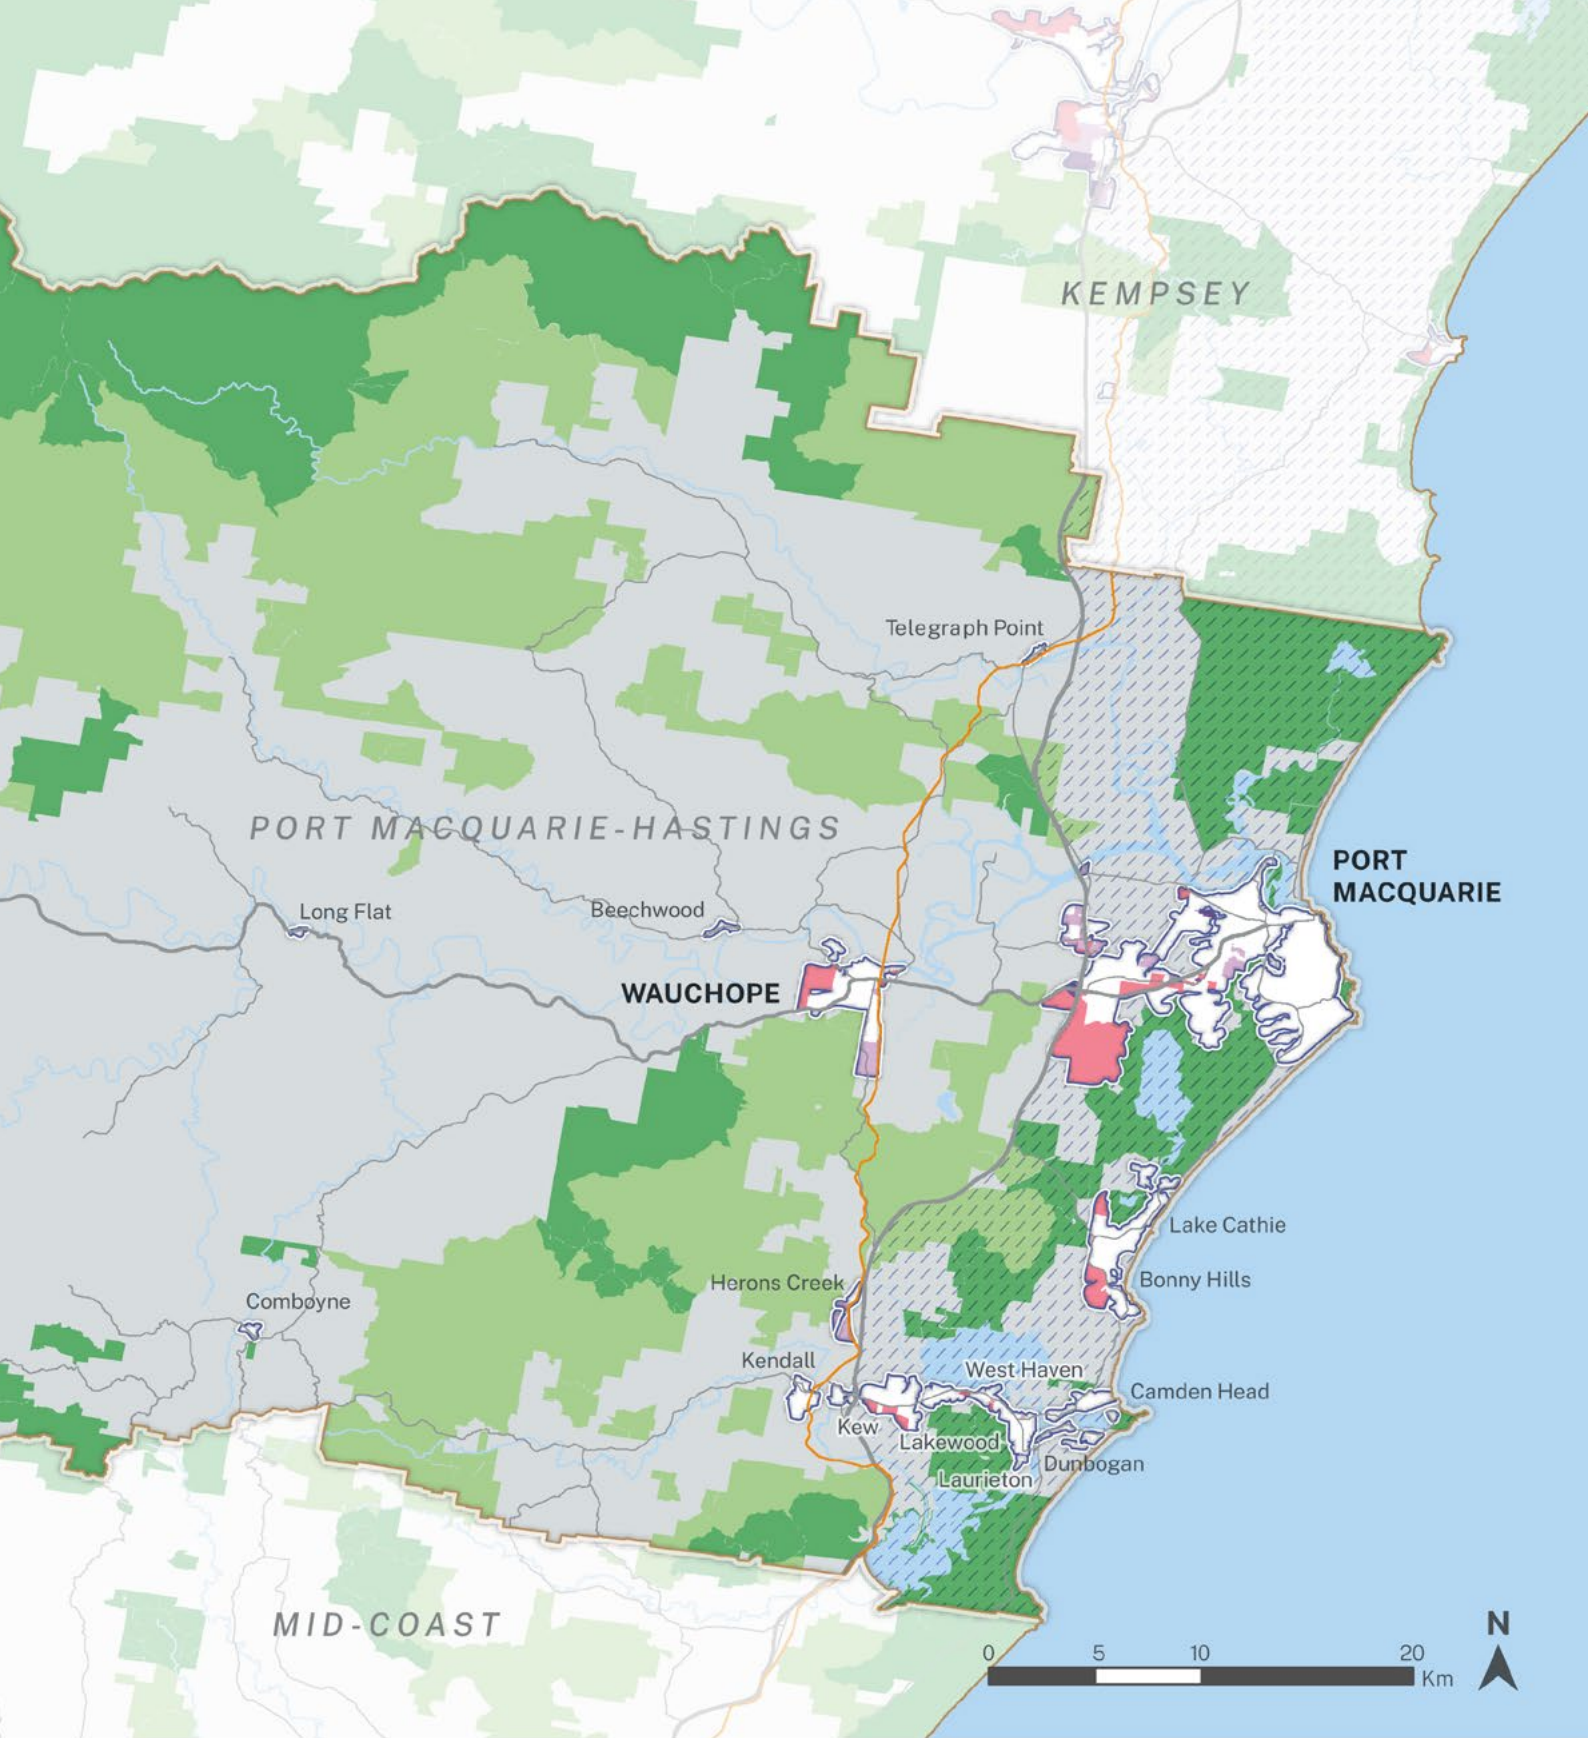 KEMPSEY
Telegraph Point
PORT MACQUARIE-HASTINGS
PORT
MACQUARIE
Long Flat
Beechwood
WAUCHOPE
Lake Cathie
Herons Creek
Bonny Hills
Comboyne
Kendall
West Haven
Camden Head
Kew
Lakewood
Dunbogan
Laurieton
MID-COAST
N
0 5 10 20
Km